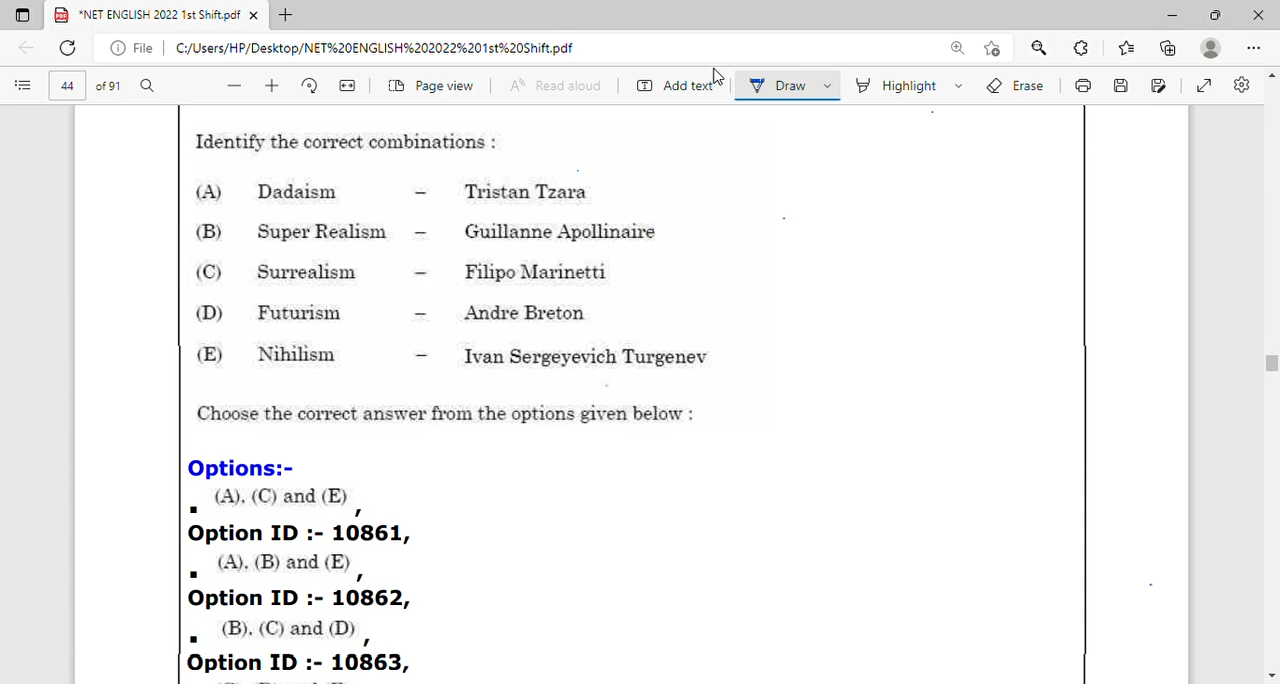 *NET ENGLISH 2022 1st Shift.pdf
File C:/Users/HP/Desktop/NET%20ENGLISH%202022%201st%20Shift.pdf
44 of 91 Page view Read aloud Add text Draw Highlight Erase
Identify the correct combinations :
(A) Dadaism – Tristan Tzara
(B) Super Realism – Guillanne Apollinaire
(C) Surrealism – Filipo Marinetti
(D) Futurism – Andre Breton
(E) Nihilism – Ivan Sergeyevich Turgenev
Choose the correct answer from the options given below :
Options:-
(A). (C) and (E) ,
Option ID :- 10861,
(A). (B) and (E) ,
Option ID :- 10862,
(B). (C) and (D) ,
Option ID :- 10863,